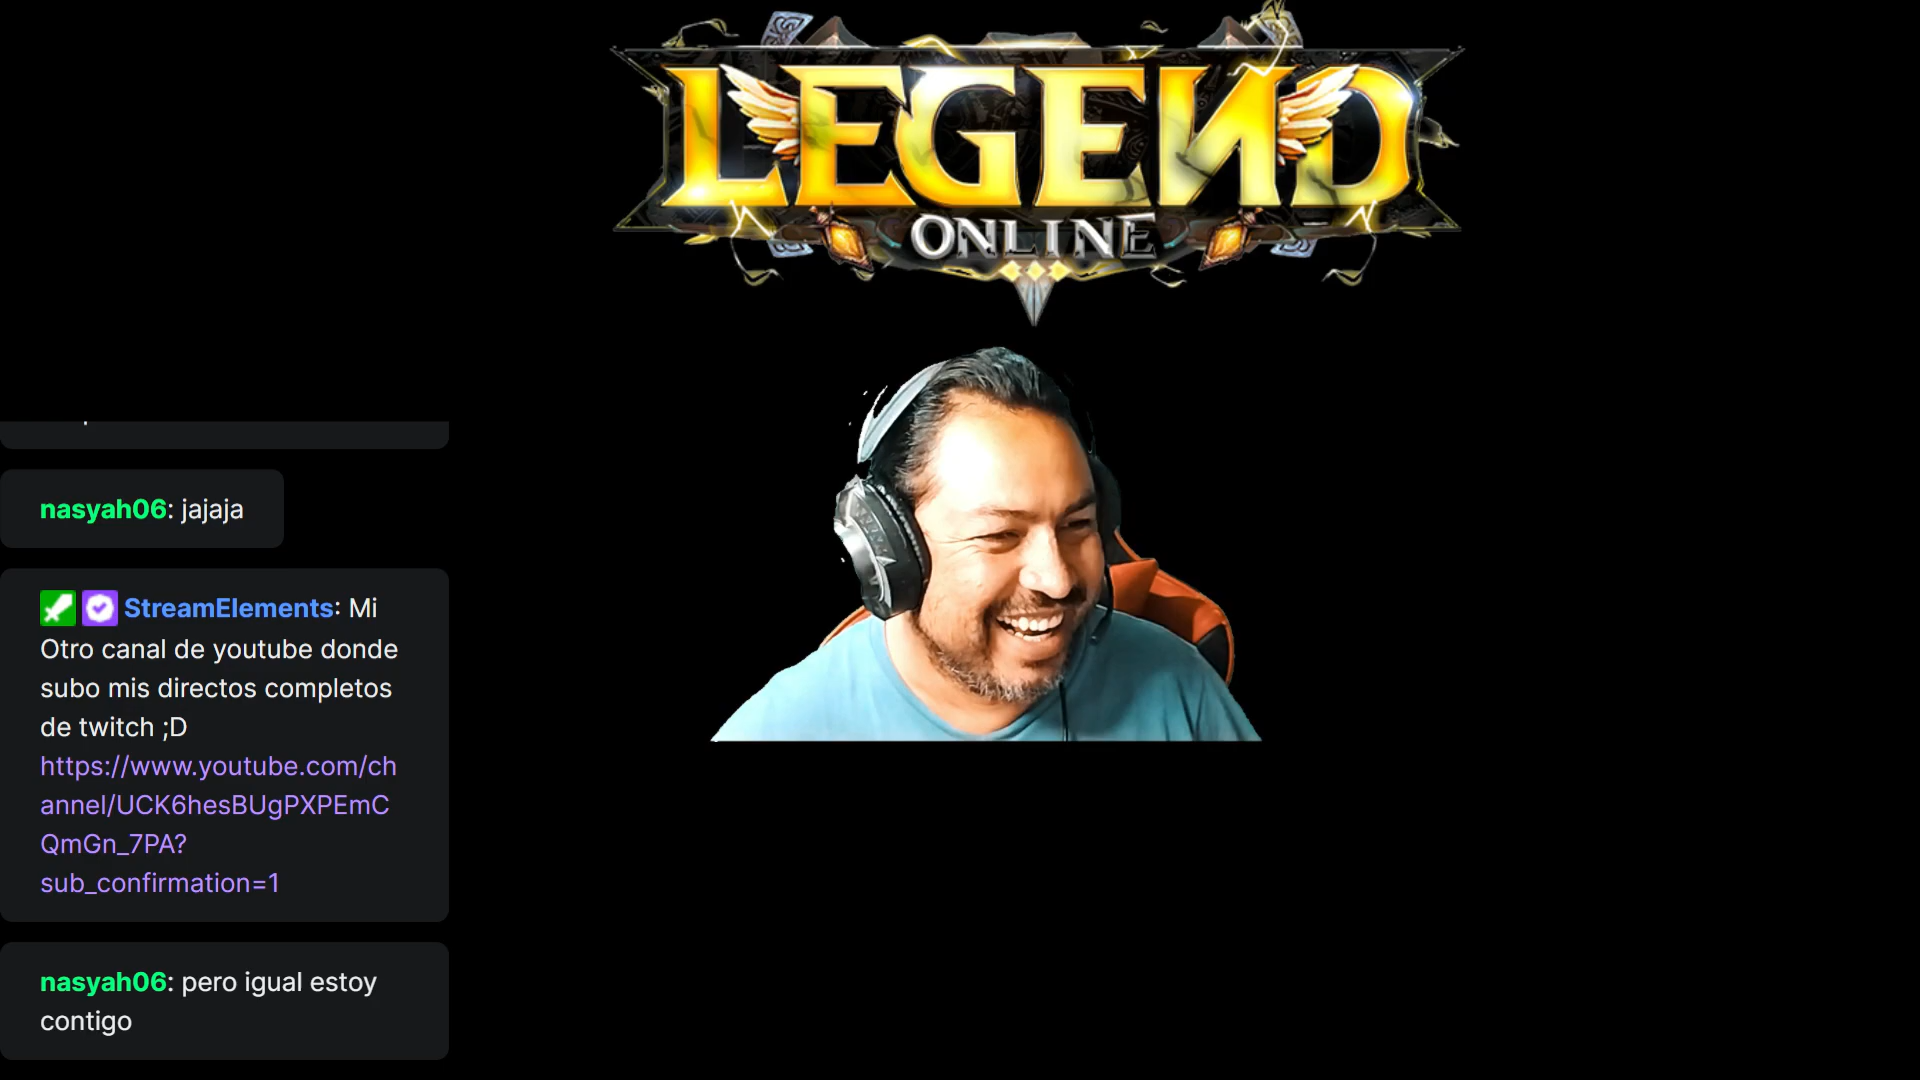 LEGEND
ONLINE
nasyah06: jajaja
StreamElements: Mi
Otro canal de youtube donde
subo mis directos completos
de twitch ;D
https://www.youtube.com/ch
annel/UCK6hesBUgPXPEmC
QmGn_7PA?
sub_confirmation=1
nasyah06: pero igual estoy
contigo